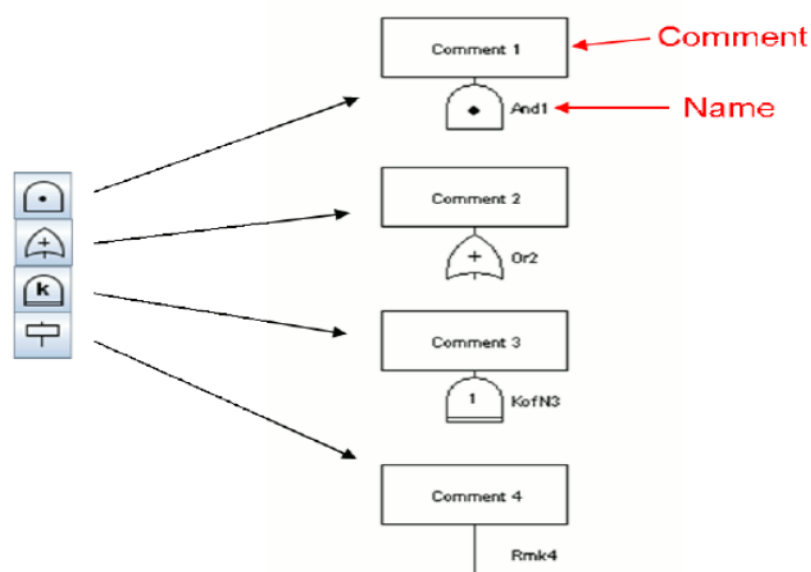 Comment 1
Comment
And1
Name
Comment 2
+
+
Or2
k
Comment 3
1
KofN3
Comment 4
Rmk4